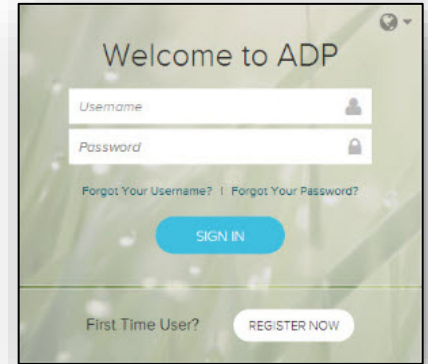 Welcome to ADP
Username
Password
Forgot Your Username? | Forgot Your Password?
SIGN IN
First Time User? REGISTER NOW